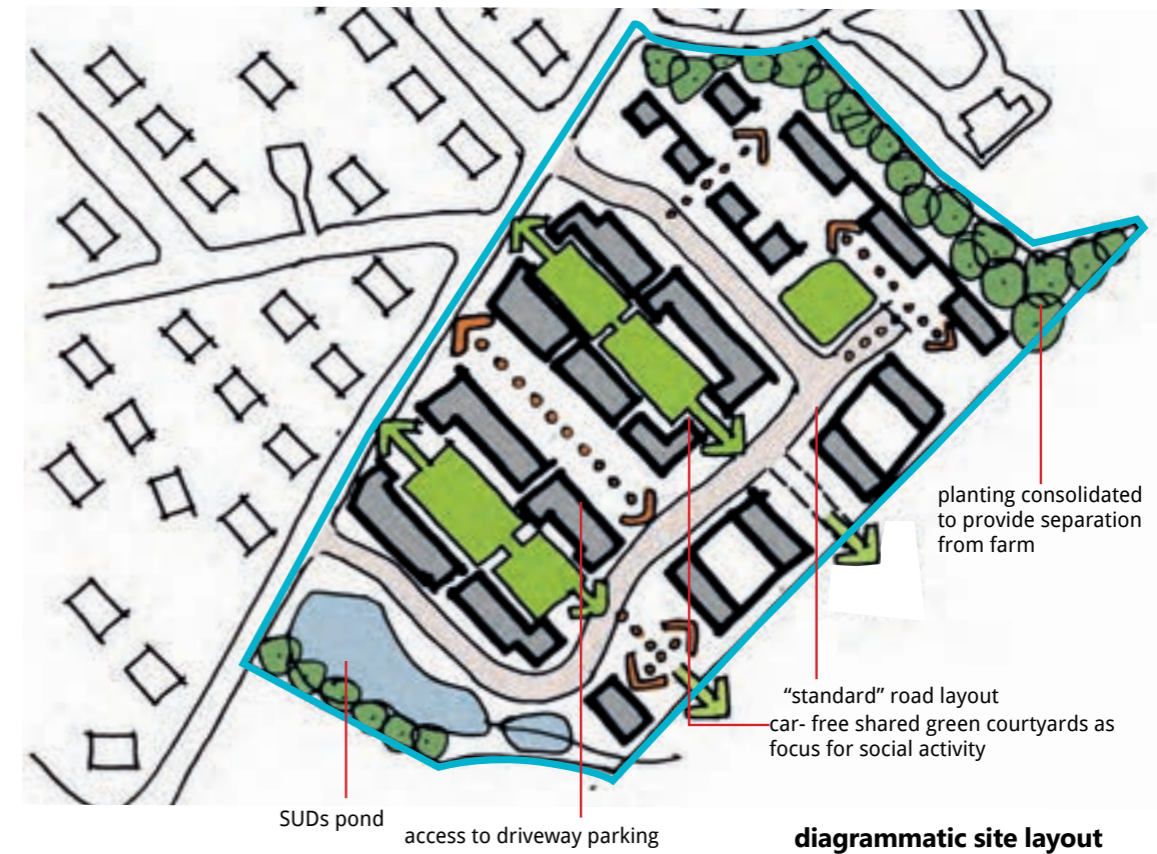 planting consolidated
to provide separation
from farm
“standard” road layout
car- free shared green courtyards as
focus for social activity
SUDs pond
access to driveway parking
diagrammatic site layout